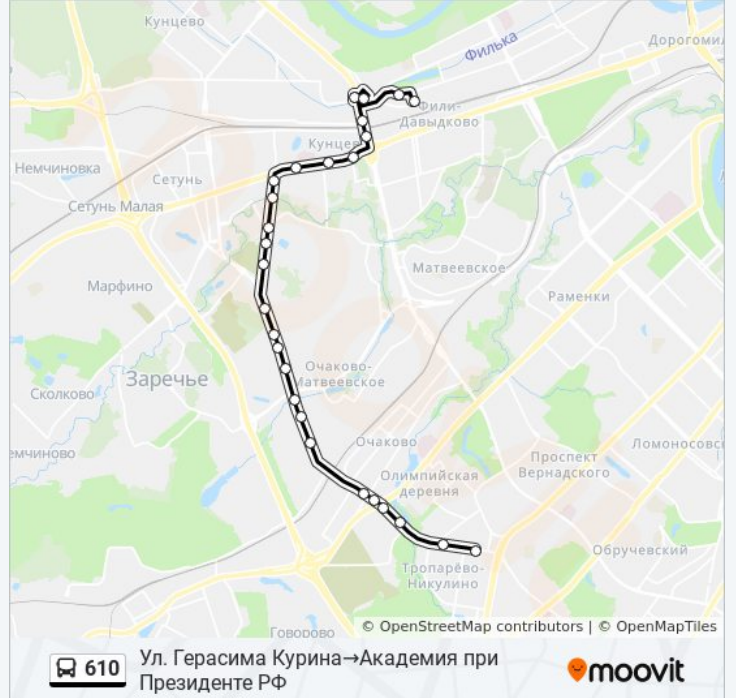 Кунцево
Филька
Дорогоми
Фили-
Давыдково
Кунцев
Немчиновка
Сетунь
Сетунь Малая
Матвеевское
Марфино
Раменки
Очаково-
Матвеевское
Заречье
Сколково
Очаково
Ломоносовс
емчиново
Проспект
Вернадского
Олимпийская
деревня
Обручевский
Тропарёво-
Никулино
Говорово
© OpenStreetMap contributors | © OpenMapTiles
610
Ул. Герасима Курина→Академия при
Президенте РФ
moovit